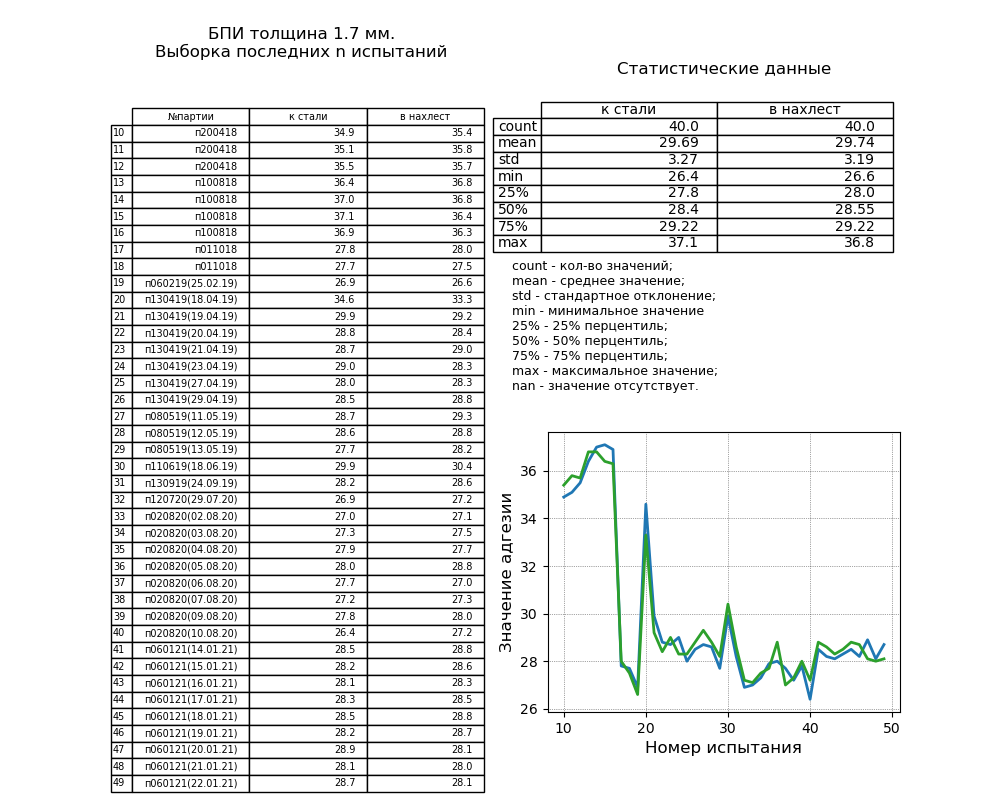 БПИ толщина 1.7 мм.
Выборка последних n испытаний
№партии к стали в нахлест
10 п200418 34.9 35.4
11 п200418 35.1 35.8
12 п200418 35.5 35.7
13 п100818 36.4 36.8
14 п100818 37.0 36.8
15 п100818 37.1 36.4
16 п100818 36.9 36.3
17 п011018 27.8 28.0
18 п011018 27.7 27.5
19 п060219(25.02.19) 26.9 26.6
20 п130419(18.04.19) 34.6 33.3
21 п130419(19.04.19) 29.9 29.2
22 п130419(20.04.19) 28.8 28.4
23 п130419(21.04.19) 28.7 29.0
24 п130419(23.04.19) 29.0 28.3
25 п130419(27.04.19) 28.0 28.3
26 п130419(29.04.19) 28.5 28.8
27 п080519(11.05.19) 28.7 29.3
28 п080519(12.05.19) 28.6 28.8
29 п080519(13.05.19) 27.7 28.2
30 п110619(18.06.19) 29.9 30.4
31 п130919(24.09.19) 28.2 28.6
32 п120720(29.07.20) 26.9 27.2
33 п020820(02.08.20) 27.0 27.1
34 п020820(03.08.20) 27.3 27.5
35 п020820(04.08.20) 27.9 27.7
36 п020820(05.08.20) 28.0 28.8
37 п020820(06.08.20) 27.7 27.0
38 п020820(07.08.20) 27.2 27.3
39 п020820(09.08.20) 27.8 28.0
40 п020820(10.08.20) 26.4 27.2
41 п060121(14.01.21) 28.5 28.8
42 п060121(15.01.21) 28.2 28.6
43 п060121(16.01.21) 28.1 28.3
44 п060121(17.01.21) 28.3 28.5
45 п060121(18.01.21) 28.5 28.8
46 п060121(19.01.21) 28.2 28.7
47 п060121(20.01.21) 28.9 28.1
48 п060121(21.01.21) 28.1 28.0
49 п060121(22.01.21) 28.7 28.1
Статистические данные
к стали в нахлест
count 40.0 40.0
mean 29.69 29.74
std 3.27 3.19
min 26.4 26.6
25% 27.8 28.0
50% 28.4 28.55
75% 29.22 29.22
max 37.1 36.8
count - кол-во значений;
mean - среднее значение;
std - стандартное отклонение;
min - минимальное значение
25% - 25% перцентиль;
50% - 50% перцентиль;
75% - 75% перцентиль;
max - максимальное значение;
nan - значение отсутствует.
Значение адгезии
36
34
32
30
28
26
10 20 30 40 50
Номер испытания